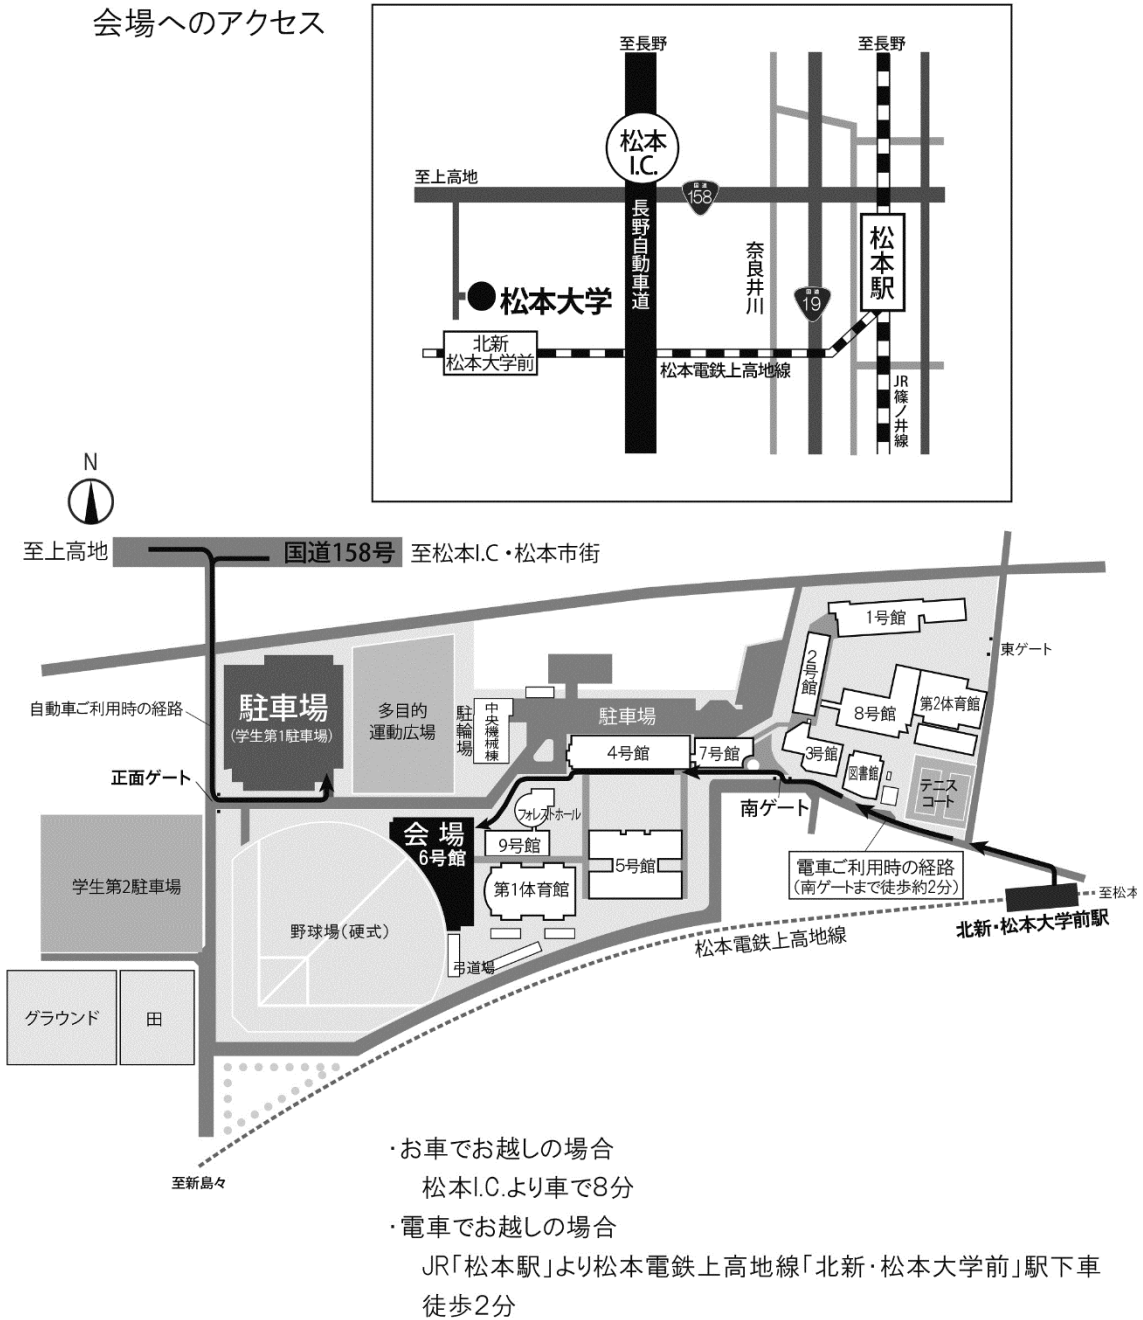 会場へのアクセス
至長野
至長野
松本
I.C.
至上高地
国道
158
長野自動車道
奈良井川
松本駅
国道
19
松本大学
北新
松本大学前
松本電鉄上高地線
JR篠ノ井線
N
至上高地
国道158号
至松本I.C・松本市街
1号館
2号館
東ゲート
自動車ご利用時の経路
駐車場
(学生第1駐車場)
多目的
運動広場
駐輪場
中央機械棟
駐車場
8号館
第2体育館
4号館
7号館
3号館
図書館
テニス
コート
正面ゲート
南ゲート
フォレストホール
会場
6号館
9号館
5号館
電車ご利用時の経路
(南ゲートまで徒歩約2分)
学生第2駐車場
第1体育館
至松本
北新・松本大学前駅
野球場(硬式)
松本電鉄上高地線
弓道場
グラウンド
田
至新島々
・お車でお越しの場合
松本I.C.より車で8分
・電車でお越しの場合
JR「松本駅」より松本電鉄上高地線「北新・松本大学前」駅下車
徒歩2分